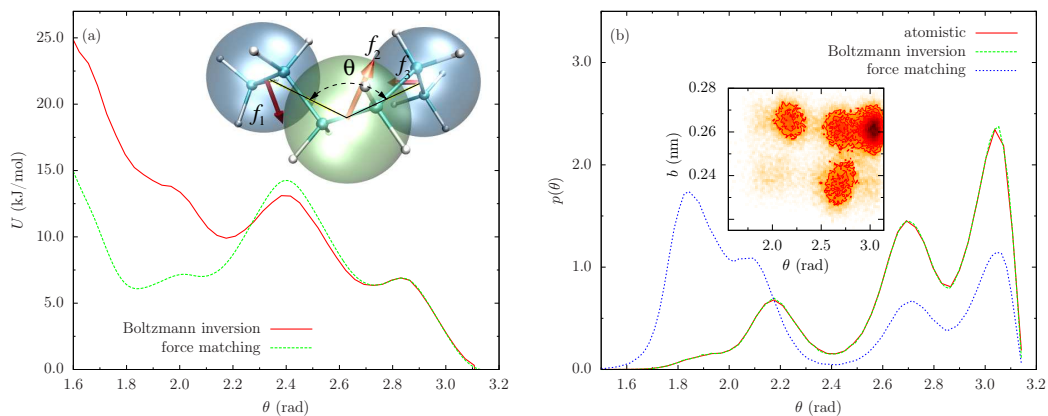 (a)
25.0
20.0
15.0
10.0
5.0
0.0
U (kJ/mol)
θ
f1
f2
f3
Boltzmann inversion
force matching
1.6 1.8 2.0 2.2 2.4 2.6 2.8 3.0 3.2
θ (rad)
(b)
atomistic
Boltzmann inversion
force matching
3.0
2.0
1.0
0.0
p(θ)
0.28
0.26
0.24
b (nm)
2.0 2.5 3.0
θ (rad)
1.6 1.8 2.0 2.2 2.4 2.6 2.8 3.0 3.2
θ (rad)